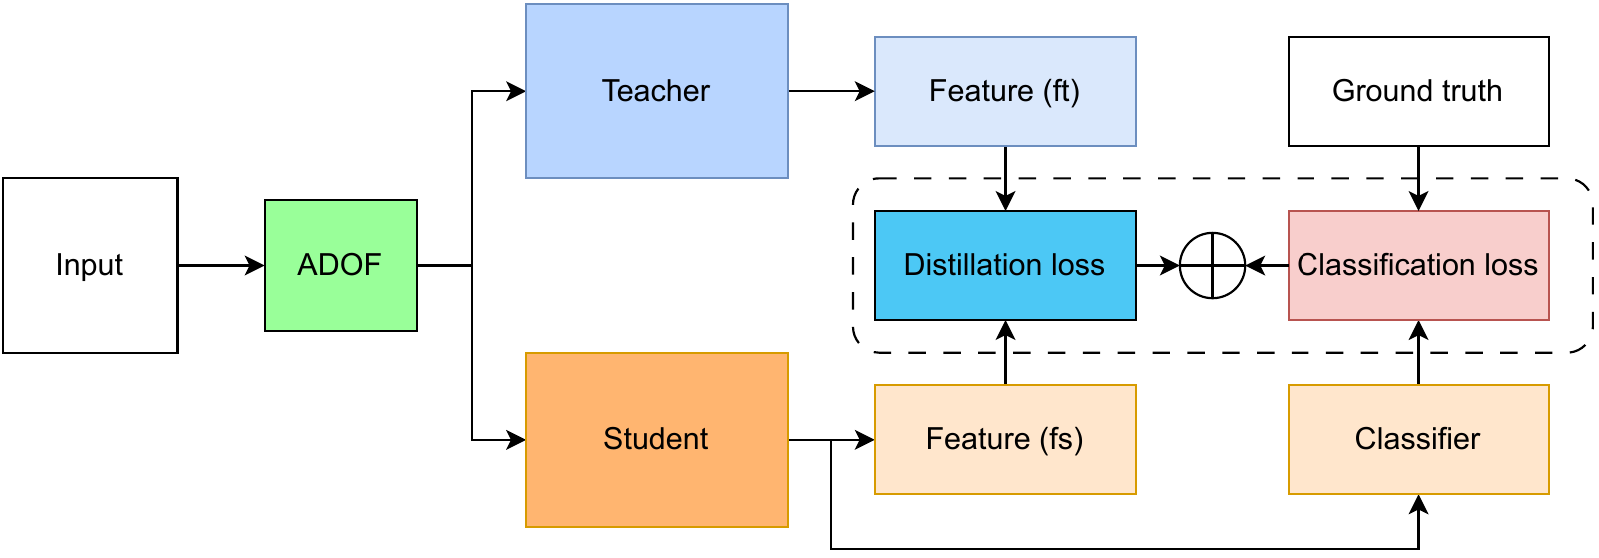 Teacher
Feature (ft)
Ground truth
Input
ADOF
Distillation loss
Classification loss
Student
Feature (fs)
Classifier